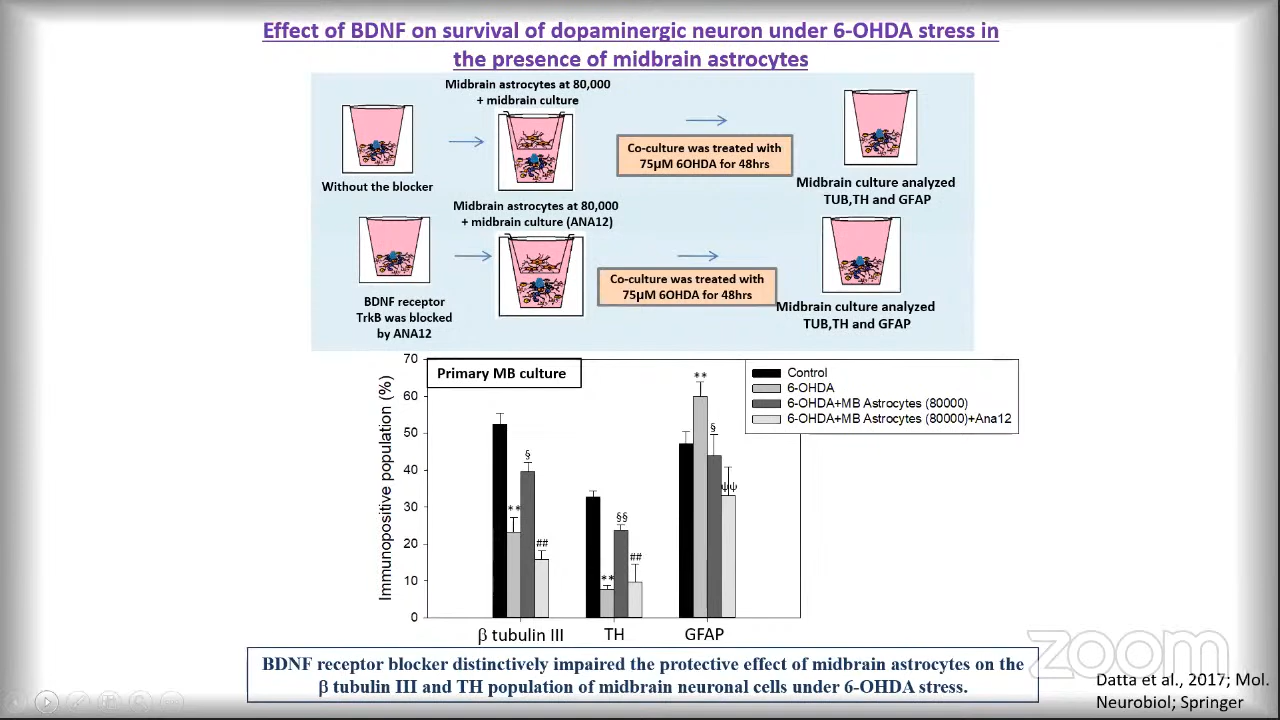 Effect of BDNF on survival of dopaminergic neuron under 6-OHDA stress in
the presence of midbrain astrocytes
Midbrain astrocytes at 80,000
+ midbrain culture
Without the blocker
Co-culture was treated with
75µM 6OHDA for 48hrs
Midbrain culture analyzed
TUB,TH and GFAP
Midbrain astrocytes at 80,000
+ midbrain culture (ANA12)
BDNF receptor
TrkB was blocked
by ANA12
Co-culture was treated with
75µM 6OHDA for 48hrs
Midbrain culture analyzed
TUB,TH and GFAP
Primary MB culture
Control
6-OHDA
6-OHDA+MB Astrocytes (80000)
6-OHDA+MB Astrocytes (80000)+Ana12
Immunopositive population (%)
70
60
50
40
30
20
10
0
**
§
##
**
§§
##
**
§
ψψ
β tubulin III
TH
GFAP
BDNF receptor blocker distinctively impaired the protective effect of midbrain astrocytes on the
β tubulin III and TH population of midbrain neuronal cells under 6-OHDA stress.
zoom
Datta et al., 2017; Mol.
Neurobiol; Springer